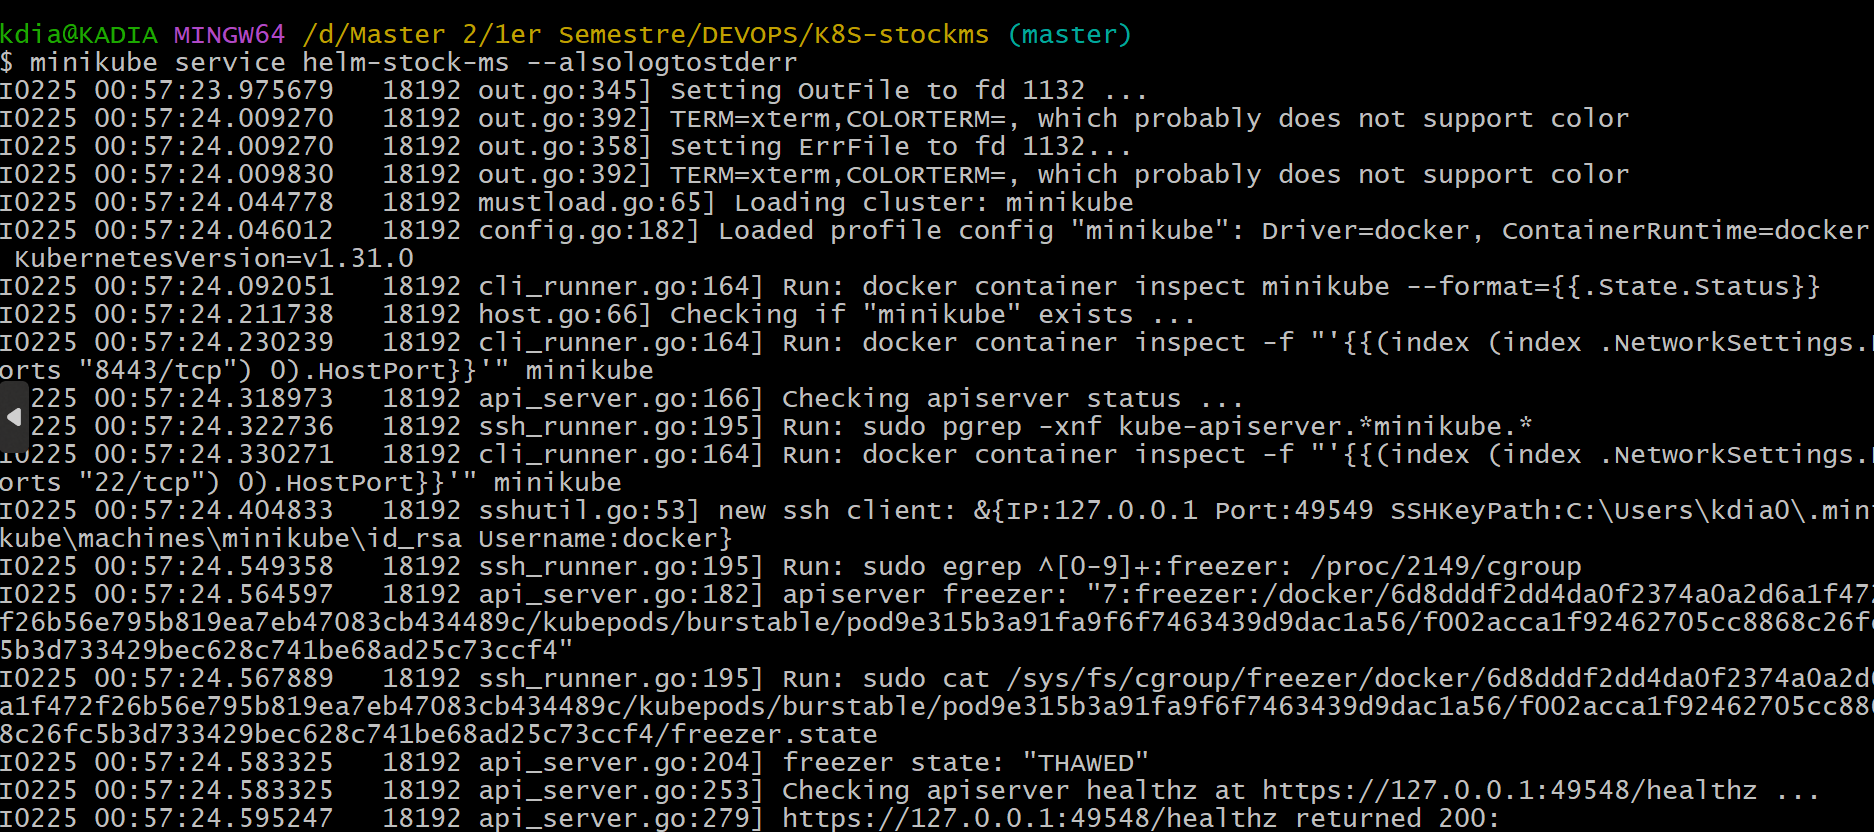 kdia@KADIA MINGW64 /d/Master 2/1er Semestre/DEVOPS/K8S-stockms (master)
$ minikube service helm-stock-ms --alsologtostderr
I0225 00:57:23.975679   18192 out.go:345] Setting OutFile to fd 1132 ...
I0225 00:57:24.009270   18192 out.go:392] TERM=xterm,COLORTERM=, which probably does not support color
I0225 00:57:24.009270   18192 out.go:358] Setting ErrFile to fd 1132...
I0225 00:57:24.009830   18192 out.go:392] TERM=xterm,COLORTERM=, which probably does not support color
I0225 00:57:24.044778   18192 mustload.go:65] Loading cluster: minikube
I0225 00:57:24.046012   18192 config.go:182] Loaded profile config "minikube": Driver=docker, ContainerRuntime=docker
 KubernetesVersion=v1.31.0
I0225 00:57:24.092051   18192 cli_runner.go:164] Run: docker container inspect minikube --format={{.State.Status}}
I0225 00:57:24.211738   18192 host.go:66] Checking if "minikube" exists ...
I0225 00:57:24.230239   18192 cli_runner.go:164] Run: docker container inspect -f "'{{(index (index .NetworkSettings.
orts "8443/tcp") 0).HostPort}}'" minikube
225 00:57:24.318973   18192 api_server.go:166] Checking apiserver status ...
225 00:57:24.322736   18192 ssh_runner.go:195] Run: sudo pgrep -xnf kube-apiserver.*minikube.*
I0225 00:57:24.330271   18192 cli_runner.go:164] Run: docker container inspect -f "'{{(index (index .NetworkSettings.
orts "22/tcp") 0).HostPort}}'" minikube
I0225 00:57:24.404833   18192 sshutil.go:53] new ssh client: &{IP:127.0.0.1 Port:49549 SSHKeyPath:C:\Users\kdia0\.mini
kube\machines\minikube\id_rsa Username:docker}
I0225 00:57:24.549358   18192 ssh_runner.go:195] Run: sudo egrep ^[0-9]+:freezer: /proc/2149/cgroup
I0225 00:57:24.564597   18192 api_server.go:182] apiserver freezer: "7:freezer:/docker/6d8dddf2dd4da0f2374a0a2d6a1f472
f26b56e795b819ea7eb47083cb434489c/kubepods/burstable/pod9e315b3a91fa9f6f7463439d9dac1a56/f002acca1f92462705cc8868c26f
5b3d733429bec628c741be68ad25c73ccf4"
I0225 00:57:24.567889   18192 ssh_runner.go:195] Run: sudo cat /sys/fs/cgroup/freezer/docker/6d8dddf2dd4da0f2374a0a2d
a1f472f26b56e795b819ea7eb47083cb434489c/kubepods/burstable/pod9e315b3a91fa9f6f7463439d9dac1a56/f002acca1f92462705cc88
8c26fc5b3d733429bec628c741be68ad25c73ccf4/freezer.state
I0225 00:57:24.583325   18192 api_server.go:204] freezer state: "THAWED"
I0225 00:57:24.583325   18192 api_server.go:253] Checking apiserver healthz at https://127.0.0.1:49548/healthz ...
I0225 00:57:24.595247   18192 api_server.go:279] https://127.0.0.1:49548/healthz returned 200: